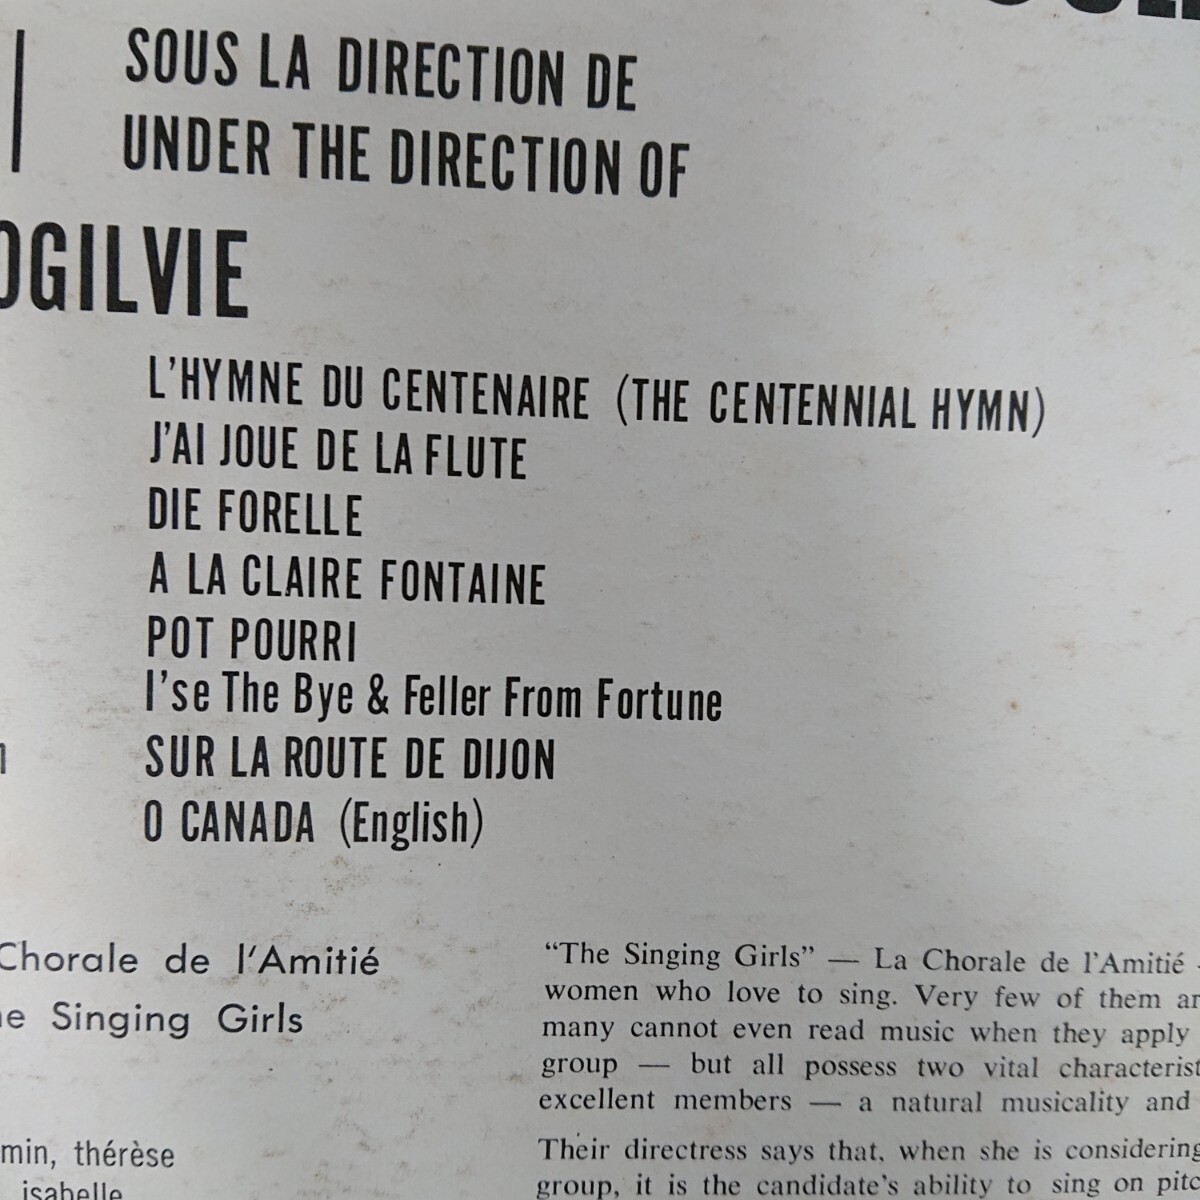 SOUS LA DIRECTION DE
UNDER THE DIRECTION OF
OGILVIE
L'HYMNE DU CENTENAIRE (THE CENTENNIAL HYMN)
J'AI JOUE DE LA FLUTE
DIE FORELLE
A LA CLAIRE FONTAINE
POT POURRI
I'se The Bye & Feller From Fortune
SUR LA ROUTE DE DIJON
O CANADA (English)
Chorale de l'Amitié
Singing Girls
"The Singing Girls" — La Chorale de l'Amitié
women who love to sing. Very few of them
many cannot even read music when they apply
group — but all possess two vital
excellent members — a natural musicality and
Their directress says that, when she is considering
group, it is the candidate's ability to sing on
thérèse
isabelle